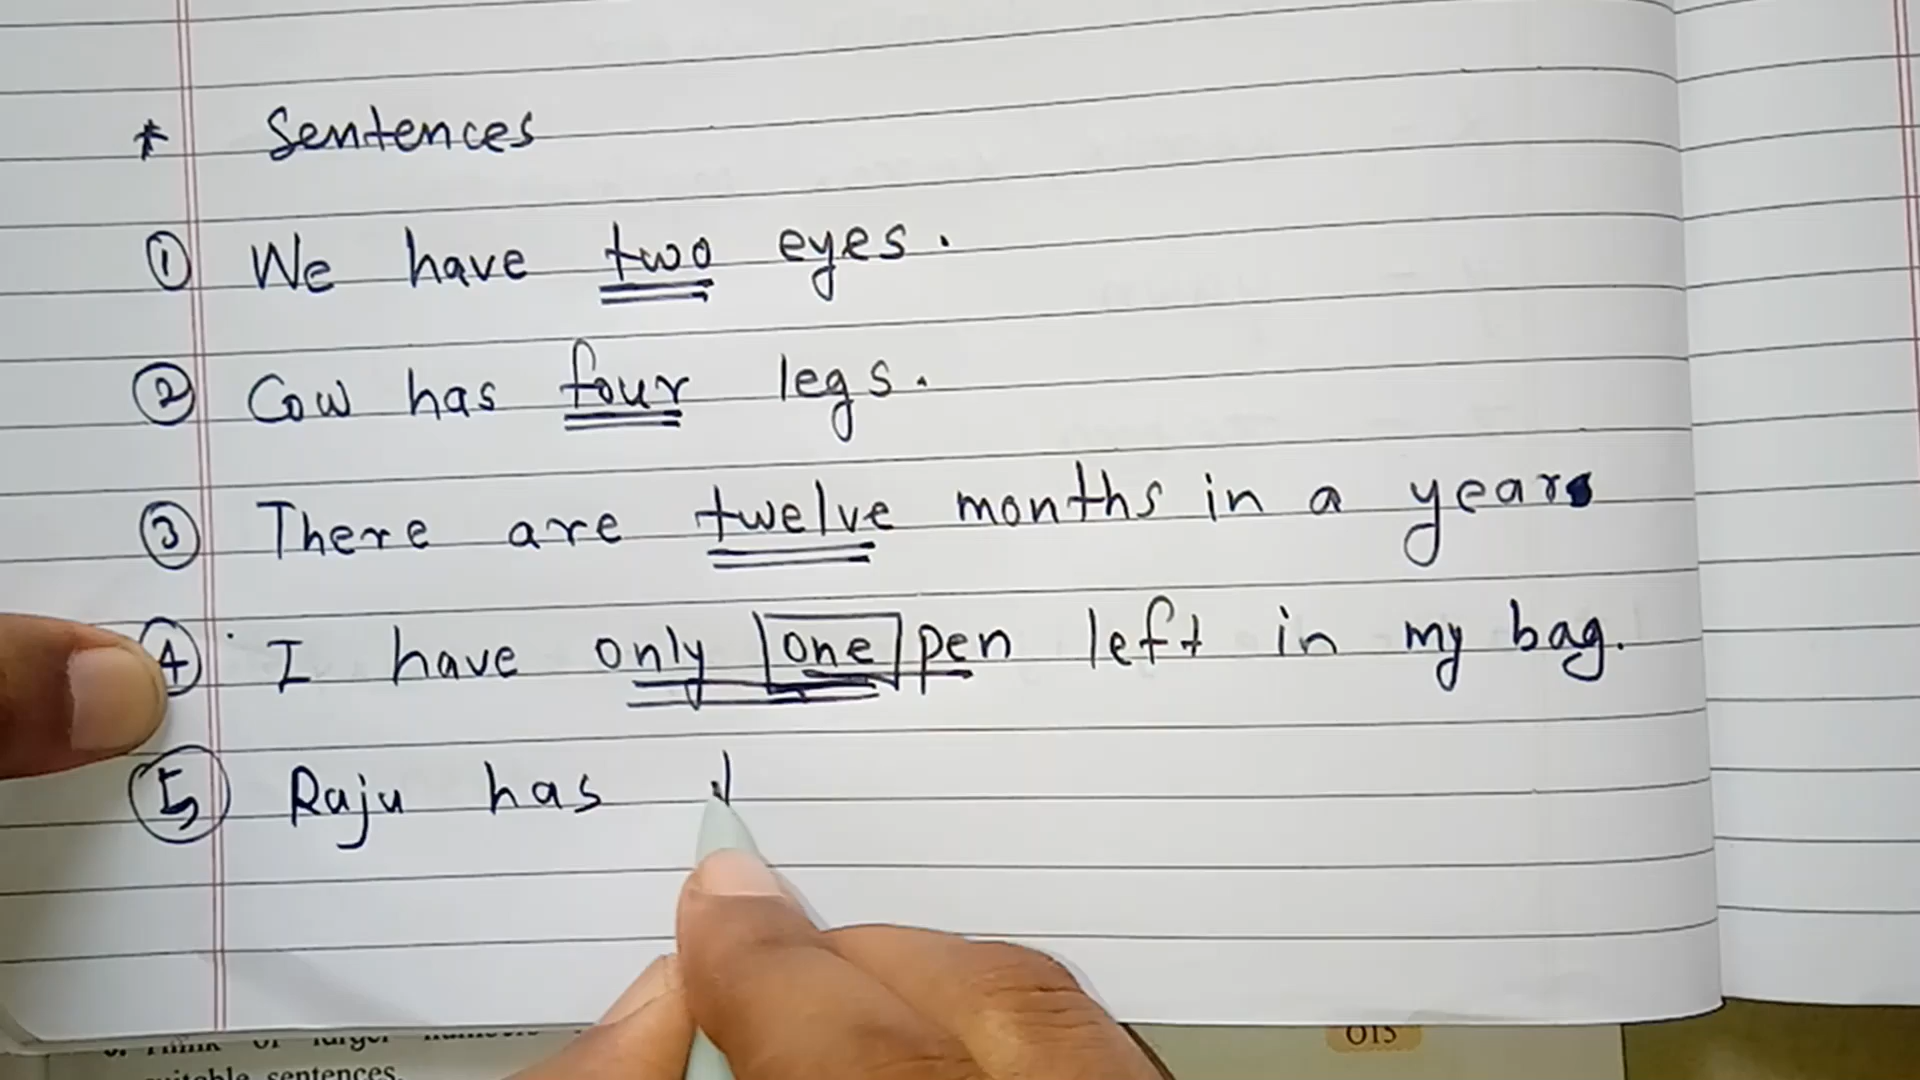 * Sentences
① We have two eyes.
② Cow has four legs.
③ There are twelve months in a year
④ I have only one pen left in my bag.
⑤ Raju has
015
sentences.